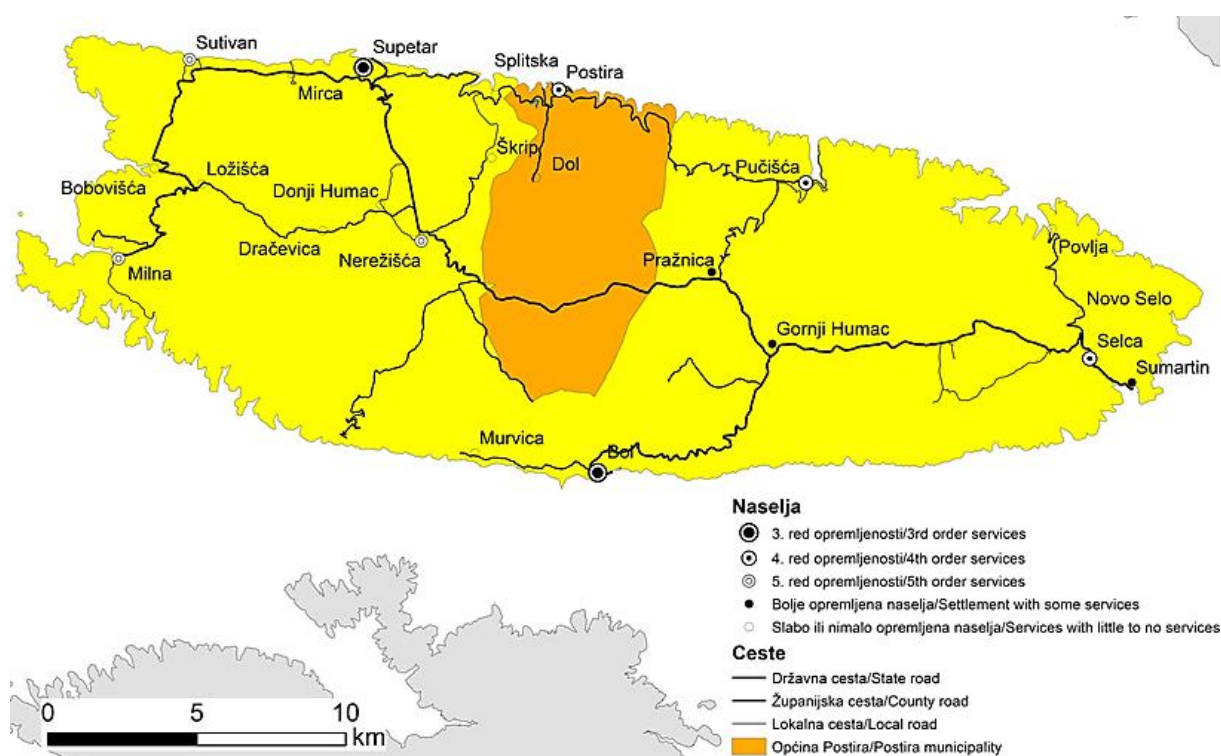 Sutivan
Supetar
Splitska
Postira
Mirca
Škrip
Dol
Pučišća
Ložišća
Bobovišća
Donji Humac
Dračevica
Nerežišća
Milna
Pražnica
Povlja
Novo Selo
Gornji Humac
Selca
Sumartin
Murvica
Bol
Naselja
3. red opremljenosti/3rd order services
4. red opremljenosti/4th order services
5. red opremljenosti/5th order services
Bolje opremljena naselja/Settlement with some services
Slabo ili nimalo opremljena naselja/Services with little to no services
Ceste
Državna cesta/State road
Županijska cesta/County road
Lokalna cesta/Local road
Općina Postira/Postira municipality
0 5 10
km